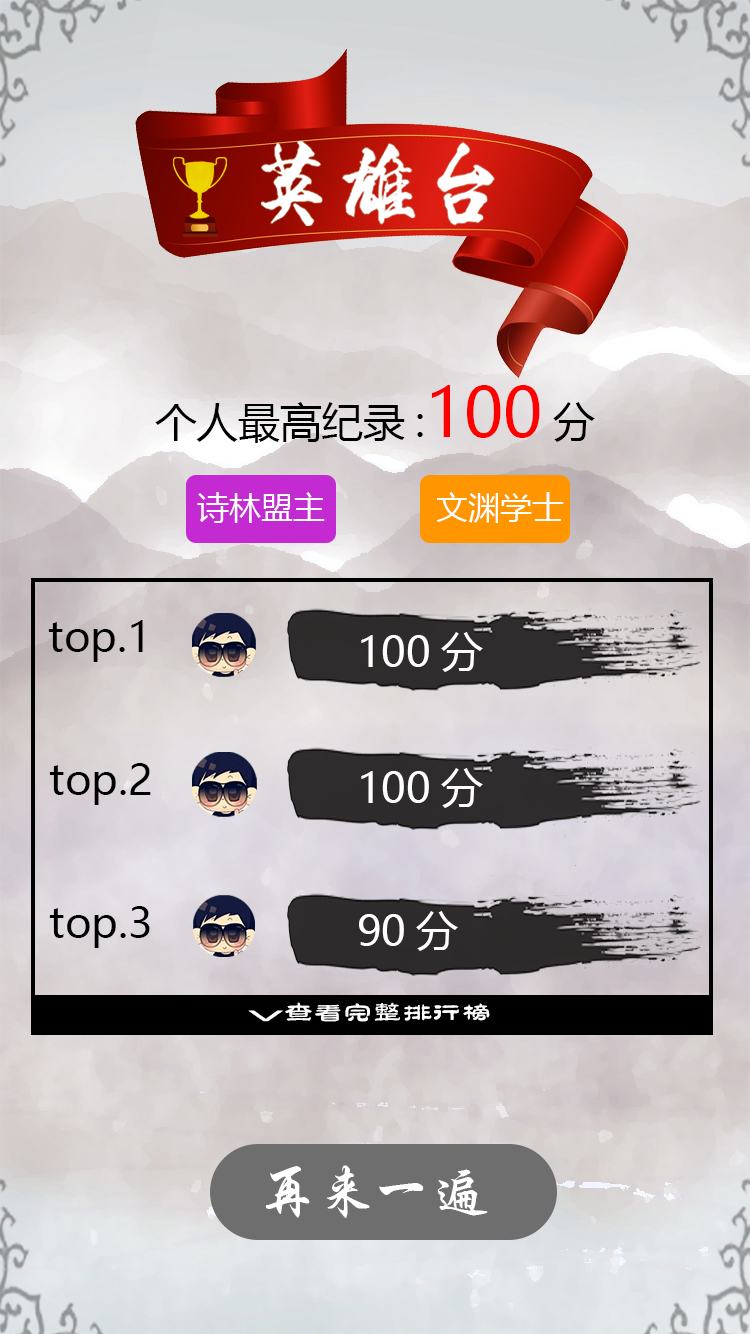 英雄台
个人最高纪录 :100 分
诗林盟主 文渊学士
top.1 100 分
top.2 100 分
top.3 90 分
查看完整排行榜
再来一遍